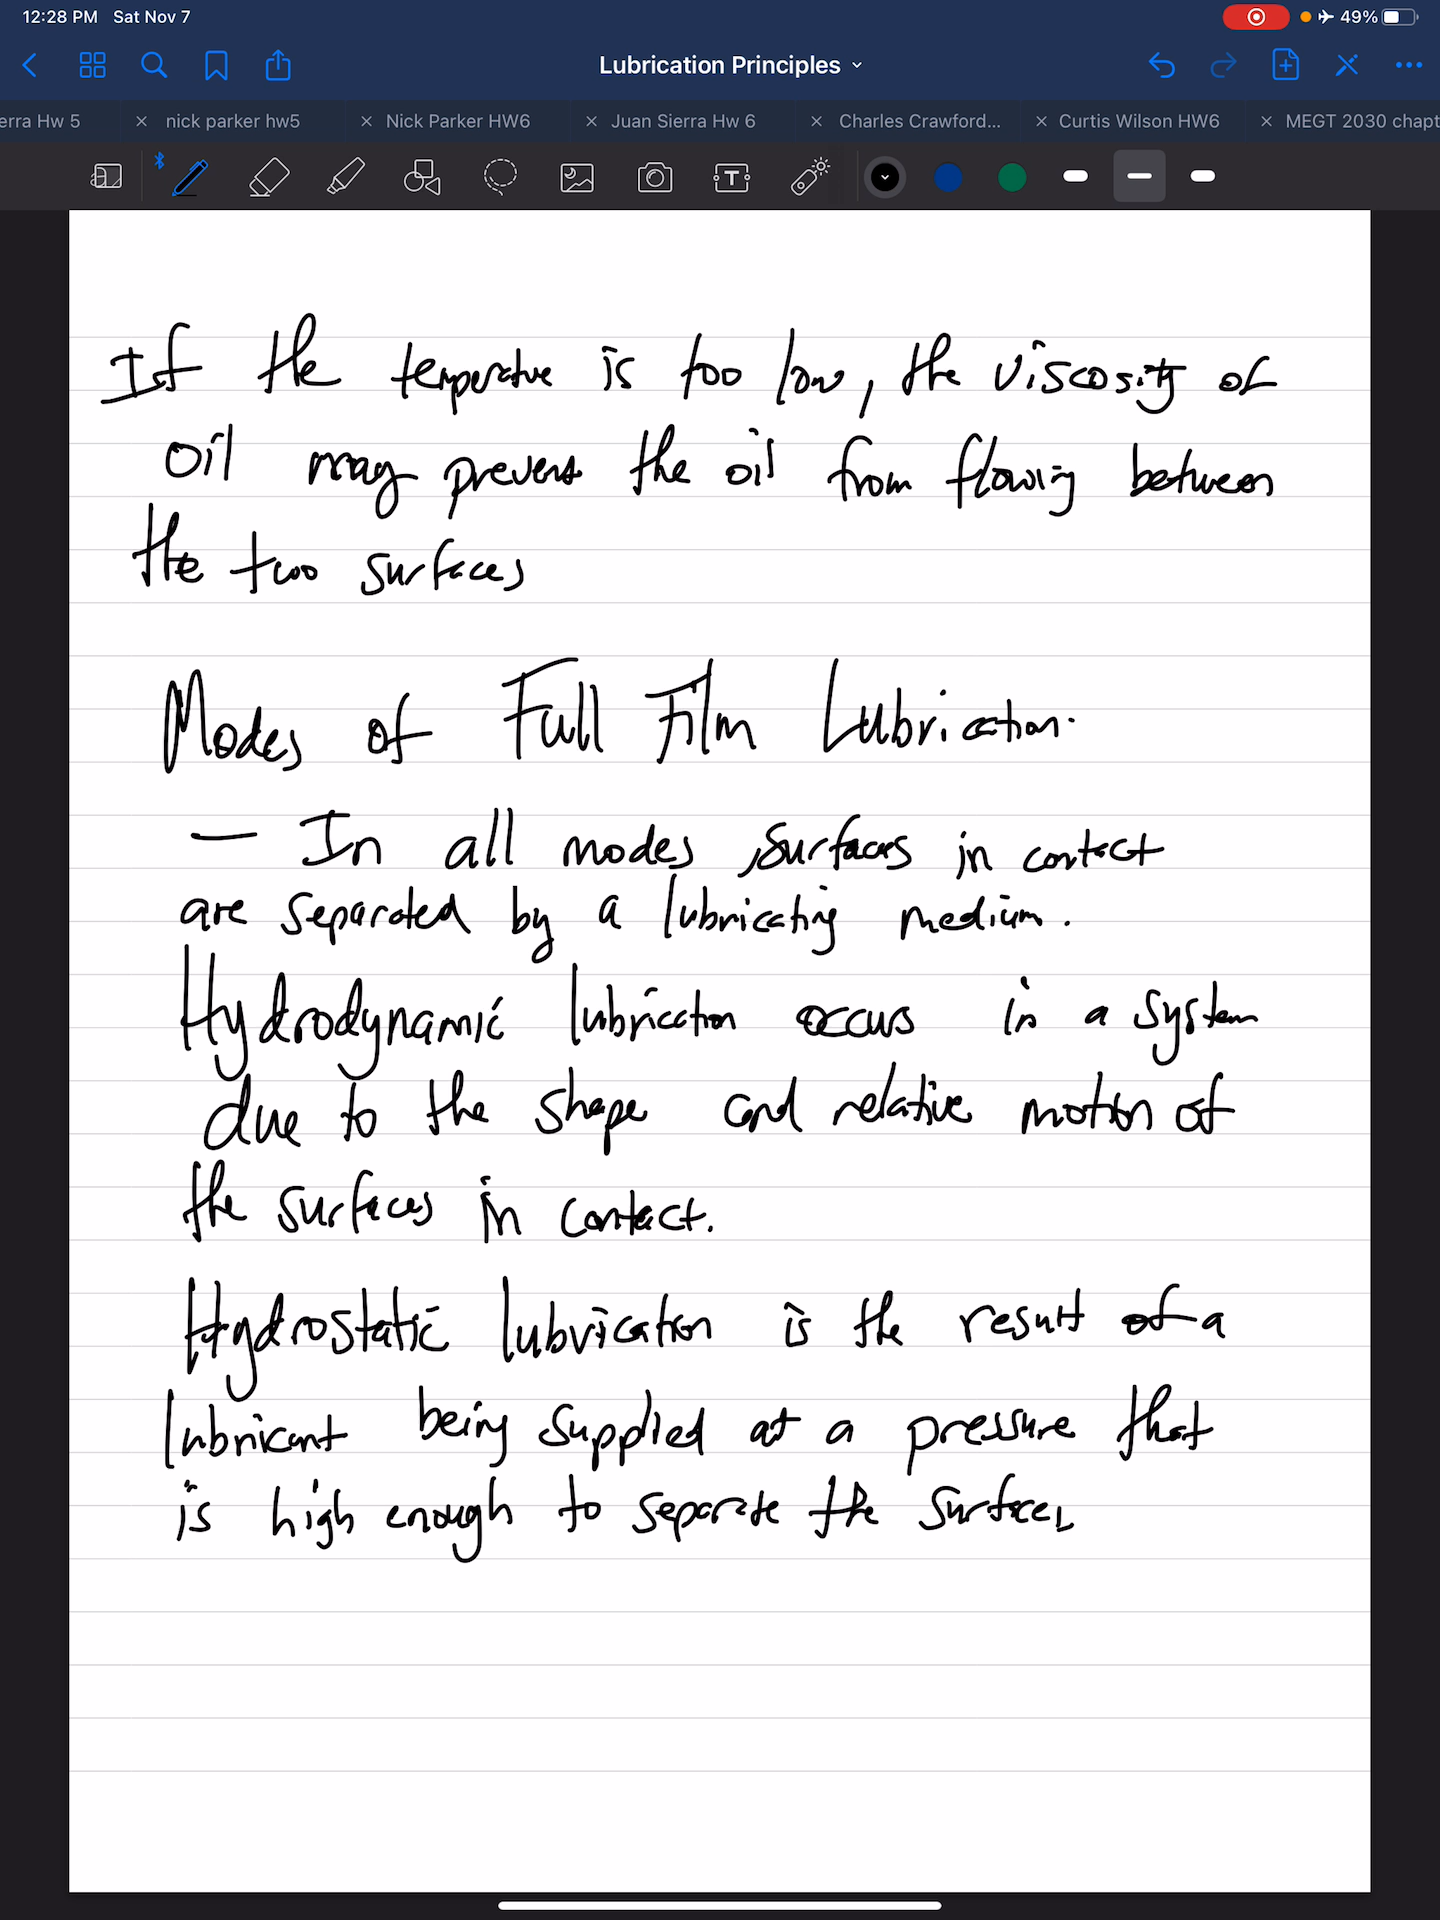 12:28 PM Sat Nov 7
49%
Lubrication Principles
erra Hw 5
nick parker hw5
Nick Parker HW6
Juan Sierra Hw 6
Charles Crawford...
Curtis Wilson HW6
MEGT 2030 chapt
If the temperature is too low, the viscosity of
oil may prevent the oil from flowing between
the two surfaces
Modes of Full Film Lubrication.
— In all modes, surfaces in contact
are separated by a lubricating medium.
Hydrodynamic lubrication occurs in a system
due to the shape and relative motion of
the surfaces in contact.
Hydrostatic lubrication is the result of a
lubricant being supplied at a pressure that
is high enough to separate the surfaces